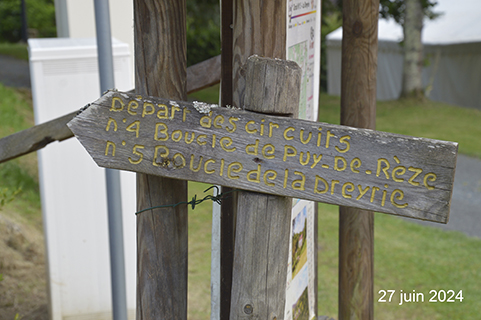 Départ des circuits
n°4 Boucle de Puy-de-Rèze
n°5 Boucle de la Dreyrie
27 juin 2024